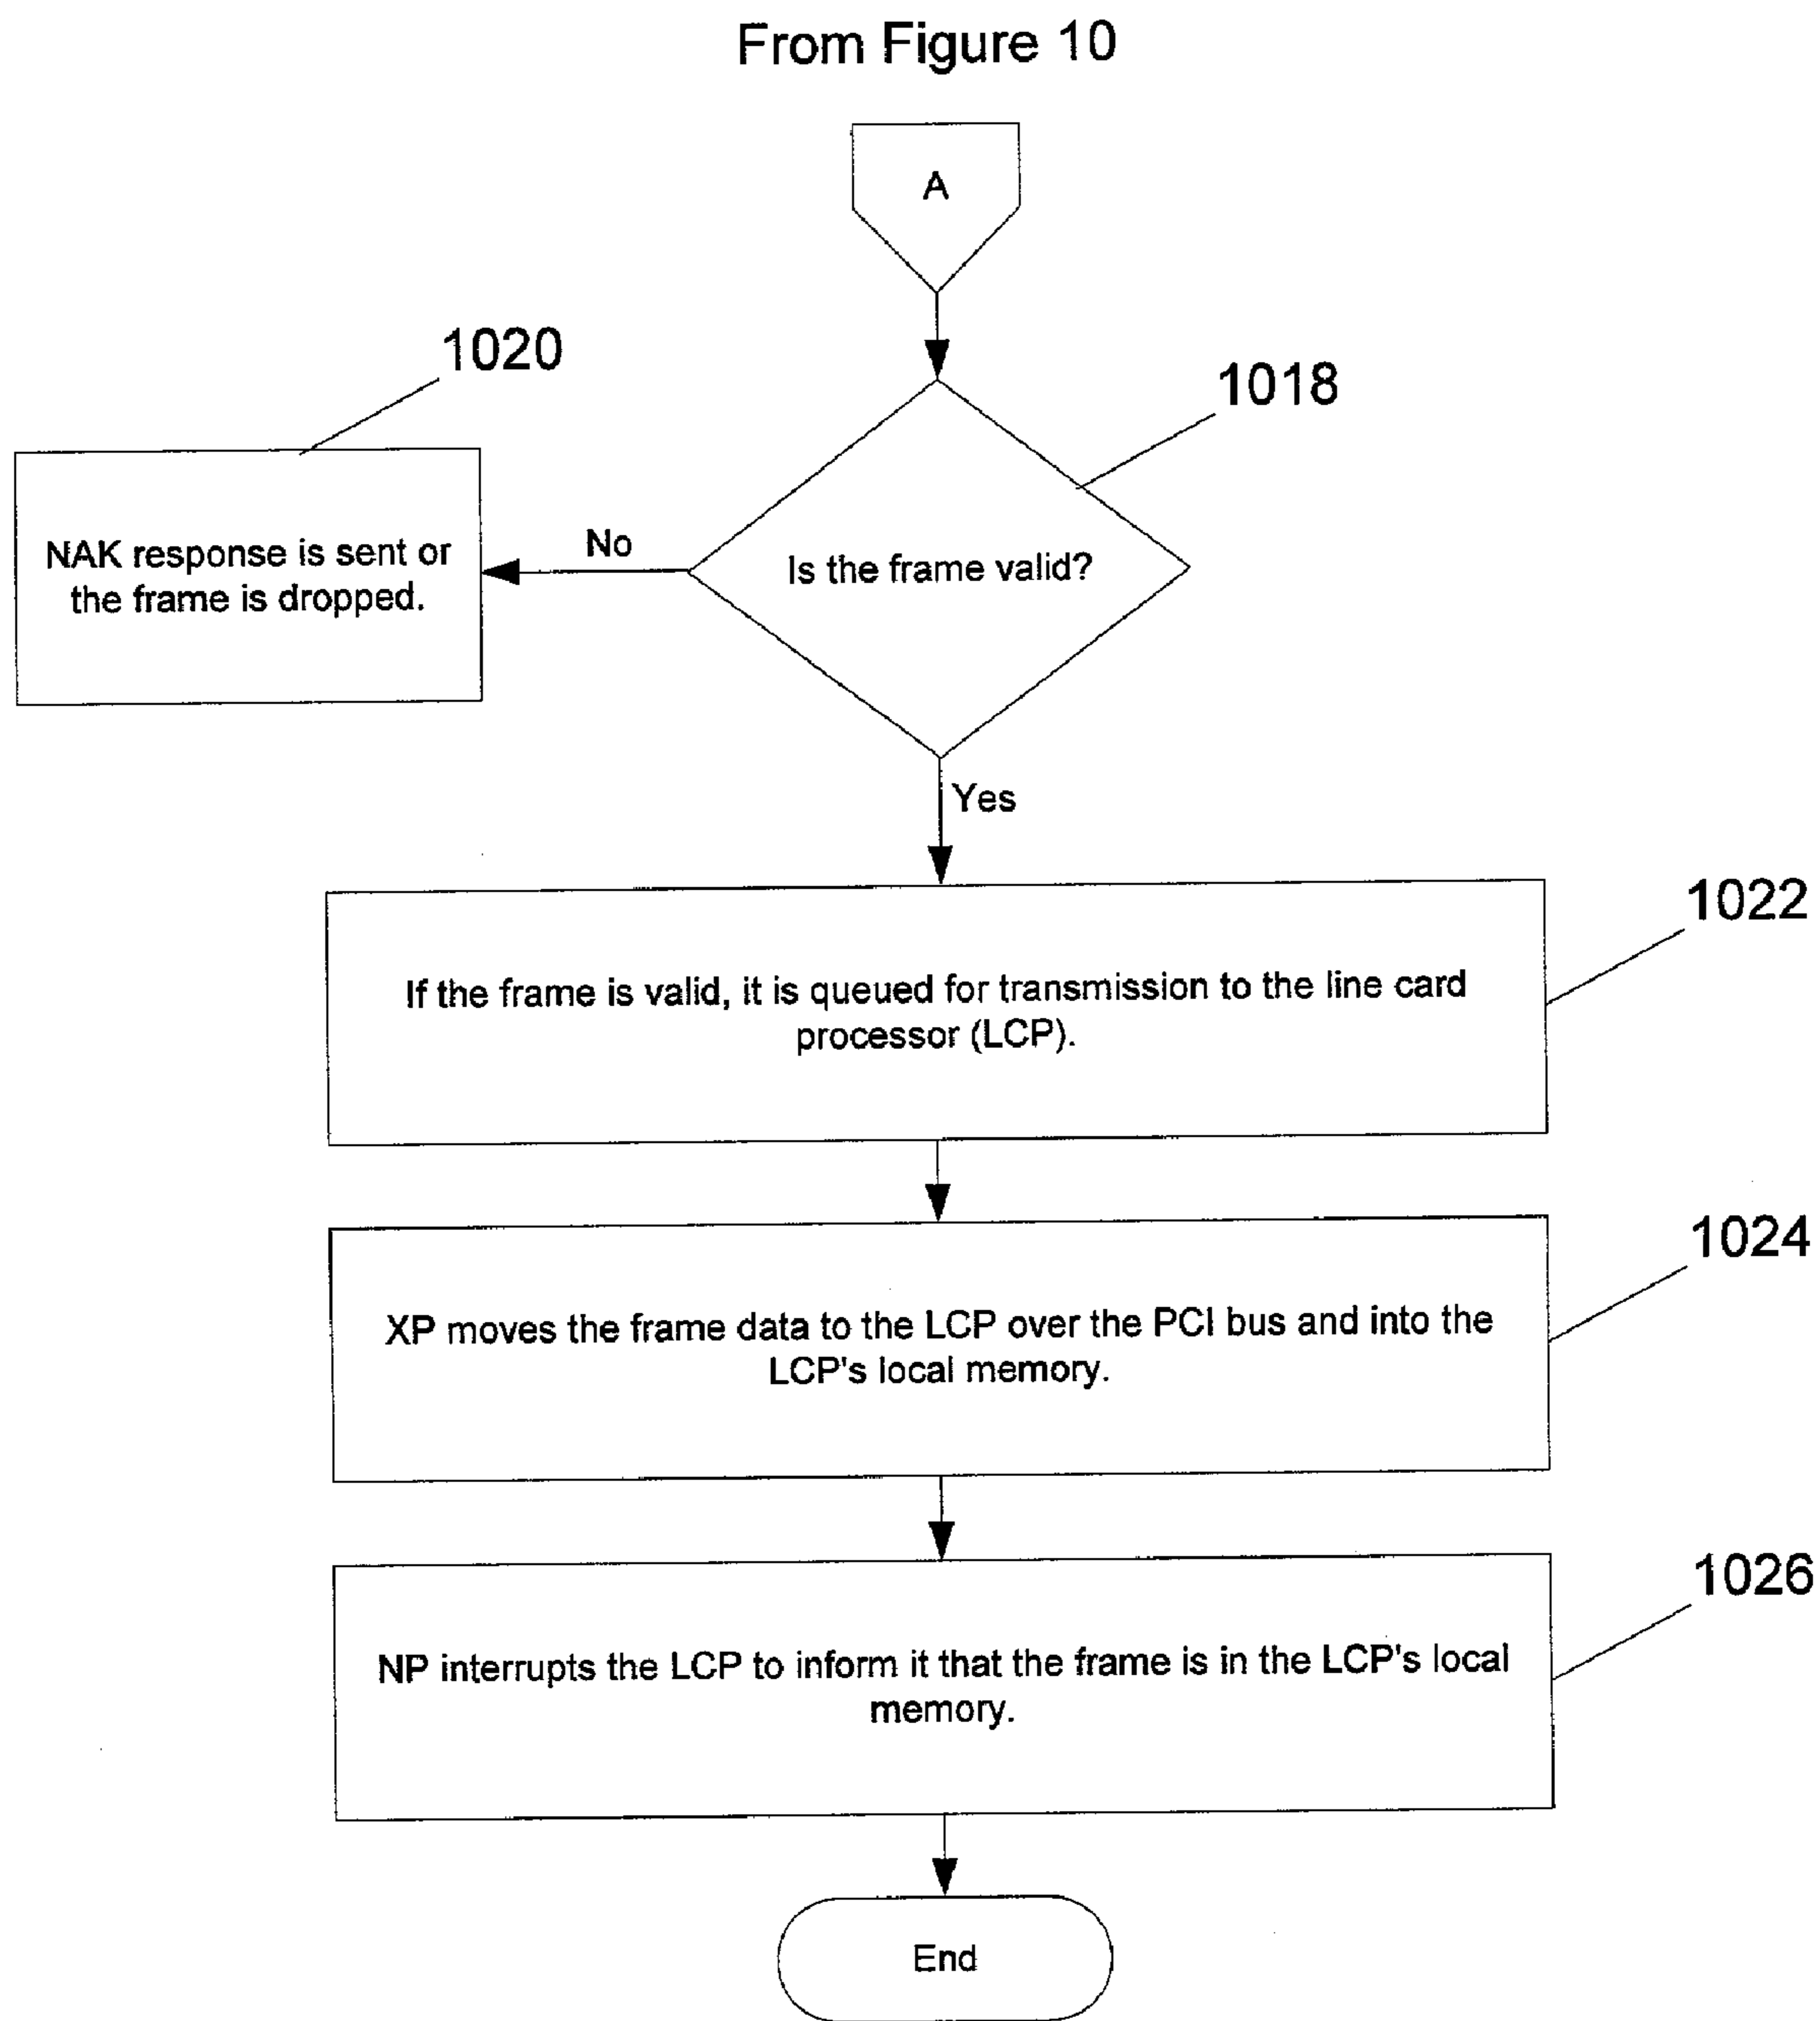 From Figure 10
A
1020
1018
Is the frame valid?
No
NAK response is sent or
the frame is dropped.
Yes
1022
If the frame is valid, it is queued for transmission to the line card
processor (LCP).
1024
XP moves the frame data to the LCP over the PCI bus and into the
LCP's local memory.
1026
NP interrupts the LCP to inform it that the frame is in the LCP's local
memory.
End